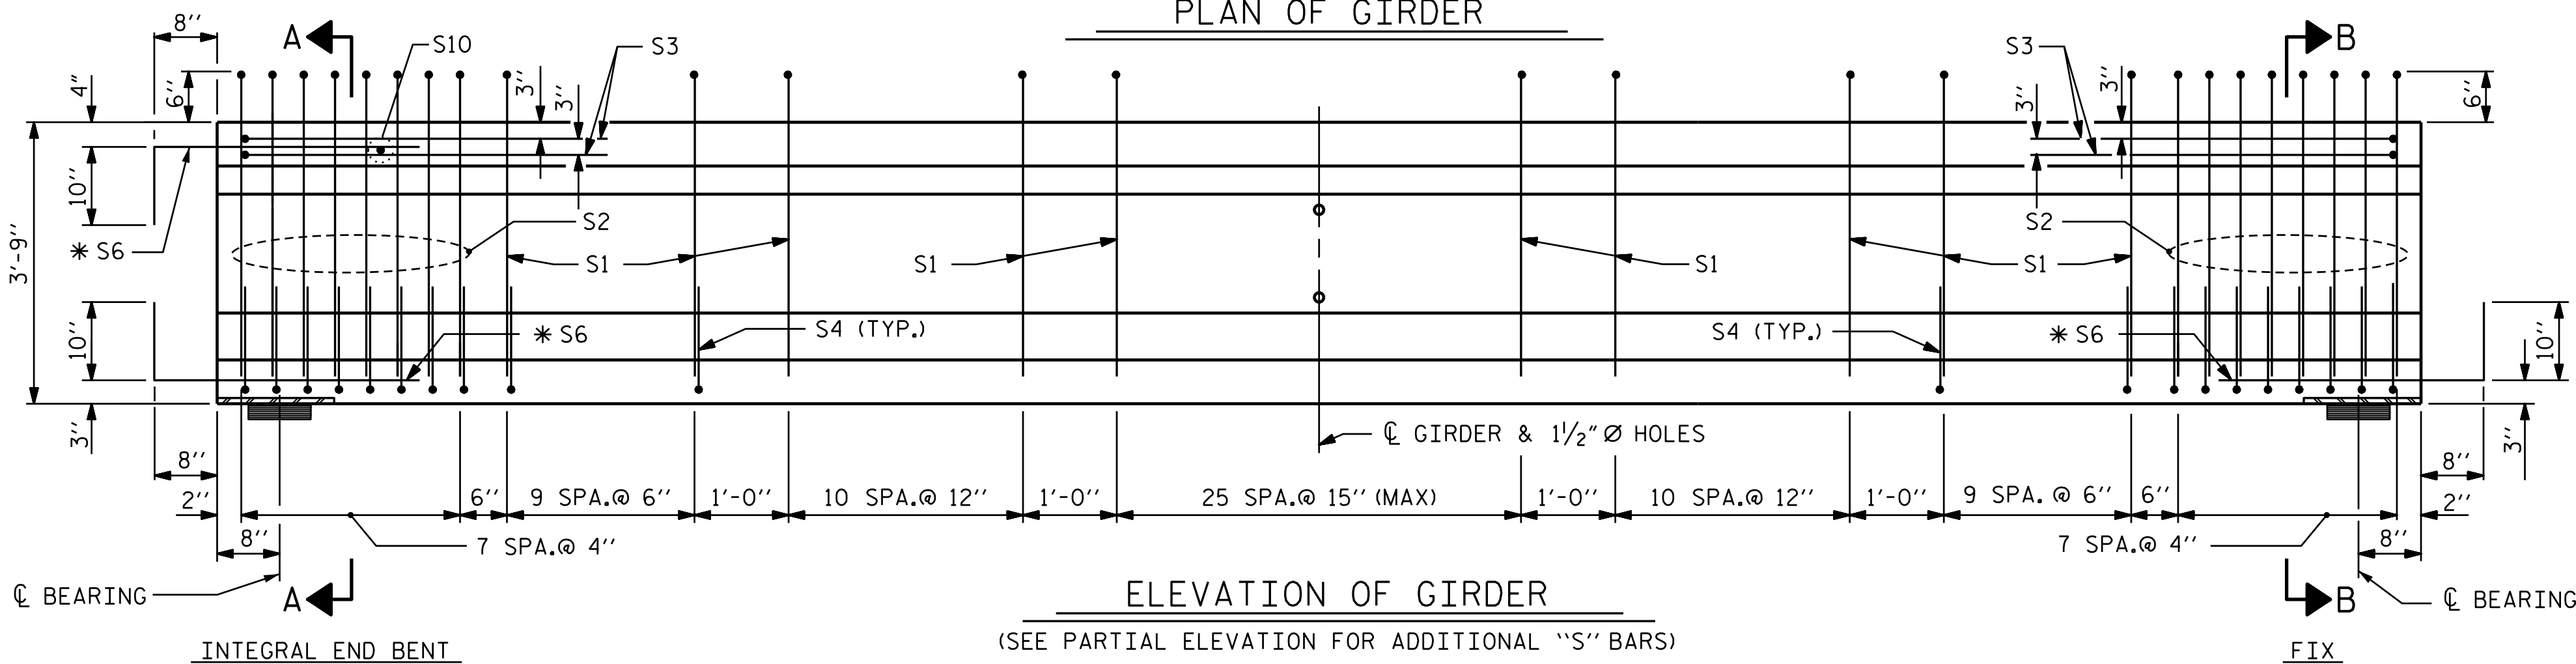 PLAN OF GIRDER
8"
A
S10
S3
S3
B
4"
6"
3"
3"
3"
3"
6"
10"
3'-9"
* S6
S2
S2
S1
S1
S1
S1
10"
* S6
S4 (TYP.)
S4 (TYP.)
* S6
10"
3"
℄ GIRDER & 1 1/2" Ø HOLES
3"
8"
8"
2"
6"
9 SPA.@ 6"
1'-0"
10 SPA.@ 12"
1'-0"
25 SPA.@ 15" (MAX)
1'-0"
10 SPA.@ 12"
1'-0"
9 SPA. @ 6"
6"
2"
8"
7 SPA.@ 4"
7 SPA.@ 4"
8"
℄ BEARING
A
ELEVATION OF GIRDER
B
℄ BEARING
(SEE PARTIAL ELEVATION FOR ADDITIONAL "S" BARS)
INTEGRAL END BENT
FIX